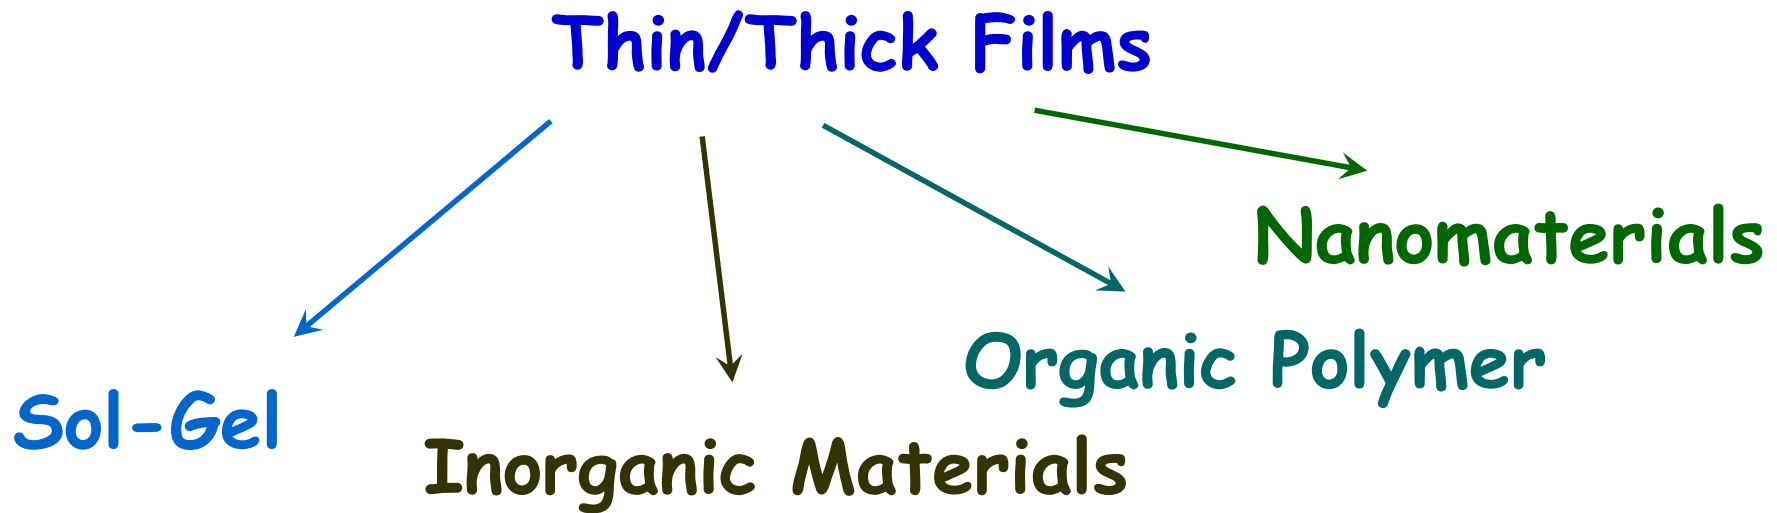 Thin/Thick Films
Nanomaterials
Organic Polymer
Sol-Gel
Inorganic Materials